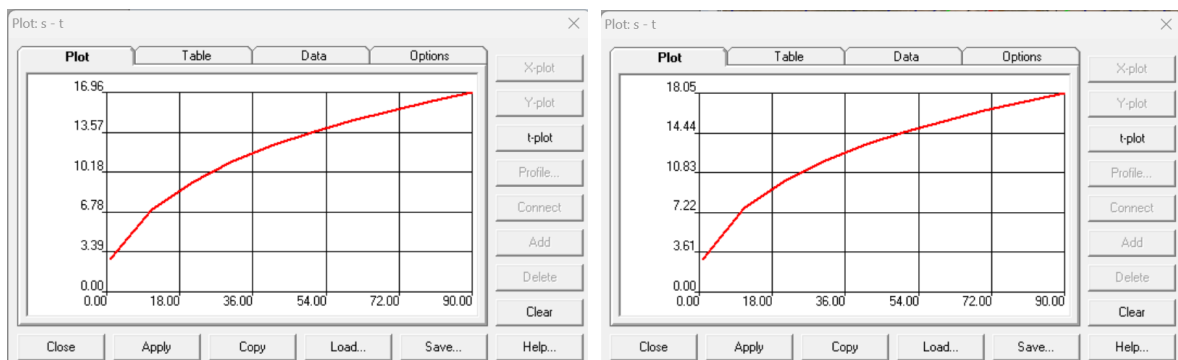 Plot: s - t
Plot Table Data Options
X-plot
Y-plot
t-plot
Profile...
Connect
Add
Delete
Clear
16.96
13.57
10.18
6.78
3.39
0.00
0.00 18.00 36.00 54.00 72.00 90.00
Close Apply Copy Load... Save... Help...
Plot: s - t
Plot Table Data Options
X-plot
Y-plot
t-plot
Profile...
Connect
Add
Delete
Clear
18.05
14.44
10.83
7.22
3.61
0.00
0.00 18.00 36.00 54.00 72.00 90.00
Close Apply Copy Load... Save... Help...